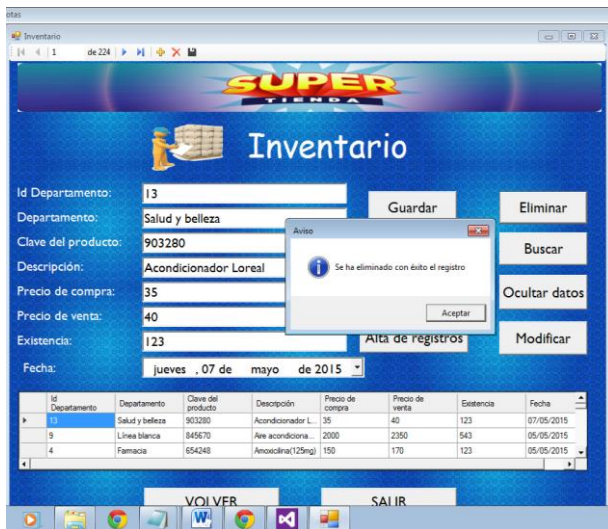 otas
Inventario
1 de 224
SUPER
TIENDA
Inventario
Id Departamento: 13
Departamento: Salud y belleza
Clave del producto: 903280
Descripción: Acondicionador Loreal
Precio de compra: 35
Precio de venta: 40
Existencia: 123
Fecha: jueves , 07 de mayo de 2015
Guardar Eliminar
Buscar
Ocultar datos
Alta de registros Modificar
Aviso
Se ha eliminado con éxito el registro
Aceptar
Id Departamento Departamento Clave del producto Descripción Precio de compra Precio de venta Existencia Fecha
13 Salud y belleza 903280 Acondicionador L... 35 40 123 07/05/2015
9 Línea blanca 845670 Aire acondiciona... 2000 2350 543 05/05/2015
4 Farmacia 654248 Amoxicilina(125mg) 150 170 123 05/05/2015
VOLVER SALIR